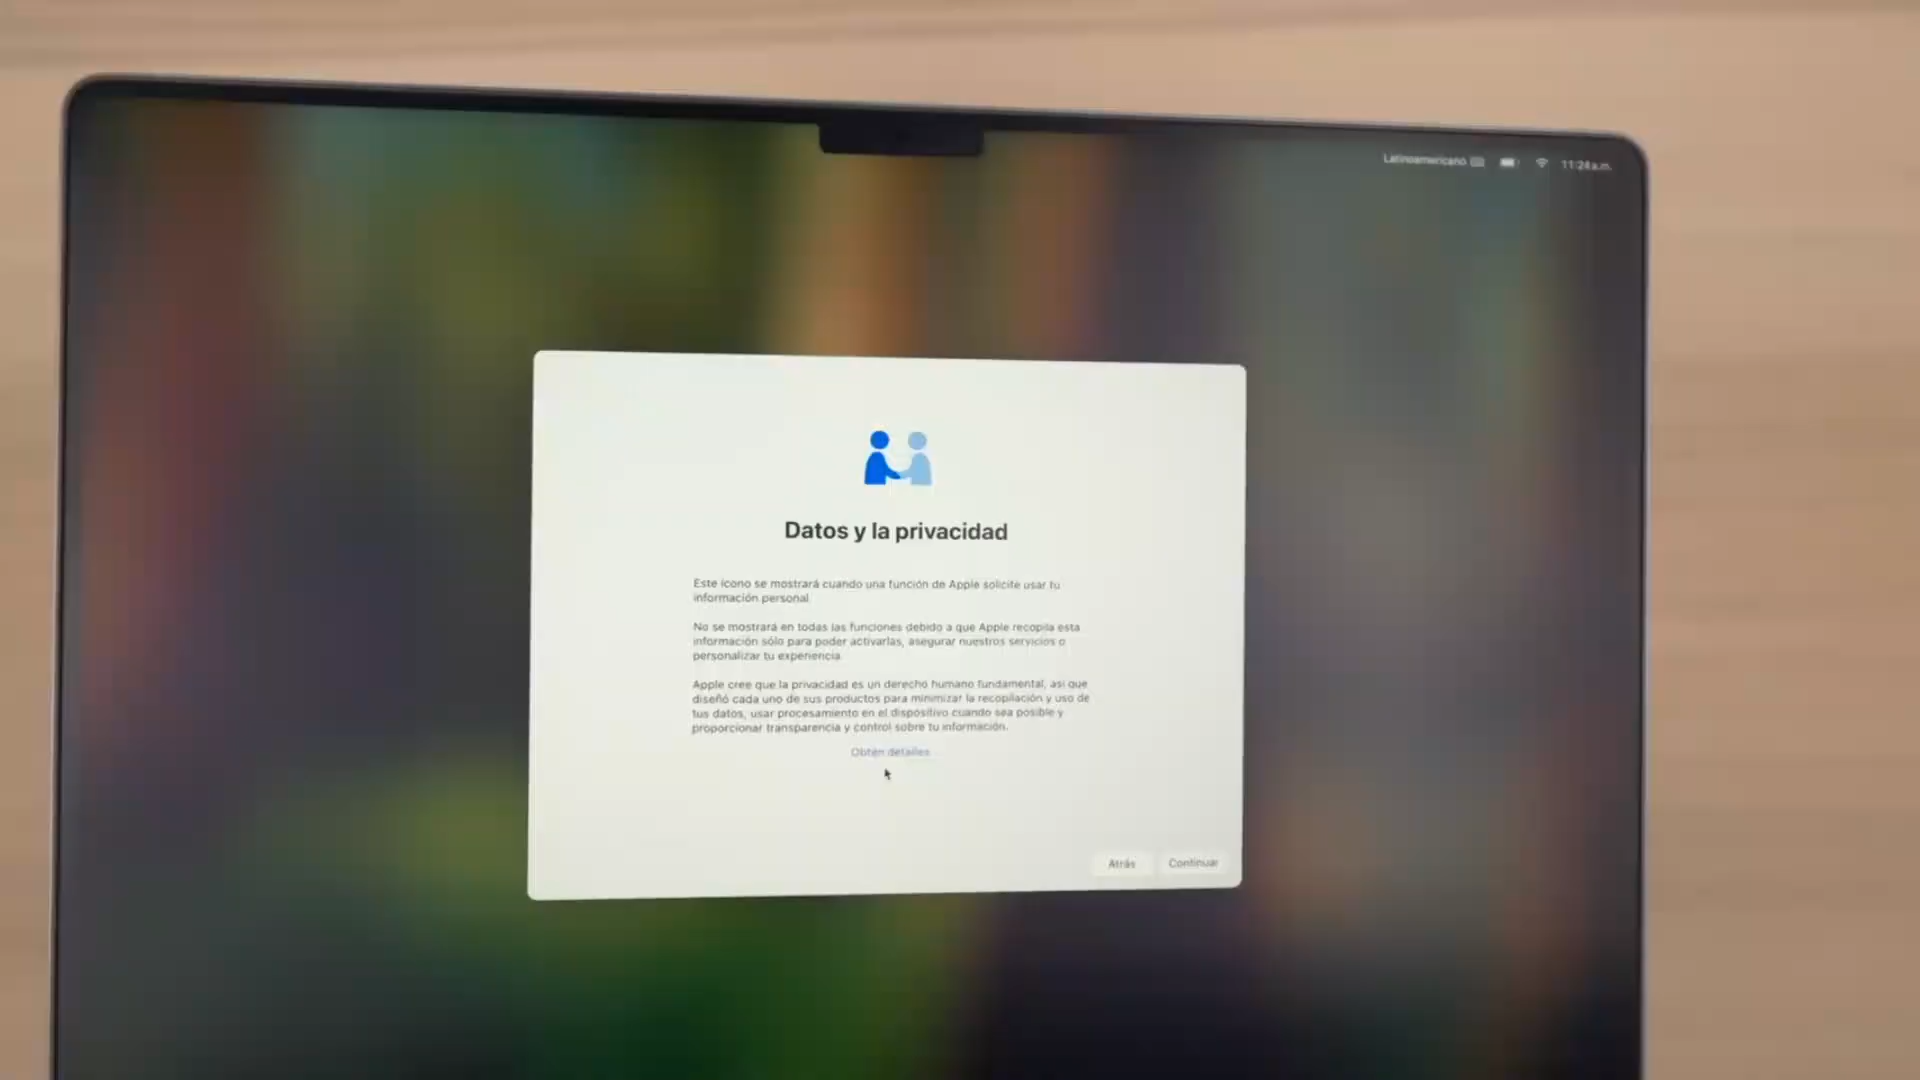 Latinoamericano 11:24 a.m.
Datos y la privacidad
Este ícono se mostrará cuando una función de Apple solicite usar tu
información personal.
No se mostrará en todas las funciones debido a que Apple recopila esta
información sólo para poder activarlas, asegurar nuestros servicios o
personalizar tu experiencia.
Apple cree que la privacidad es un derecho humano fundamental, así que
diseñó cada uno de sus productos para minimizar la recopilación y uso de
tus datos, usar procesamiento en el dispositivo cuando sea posible y
proporcionar transparencia y control sobre tu información.
Obtén detalles
Atrás Continuar